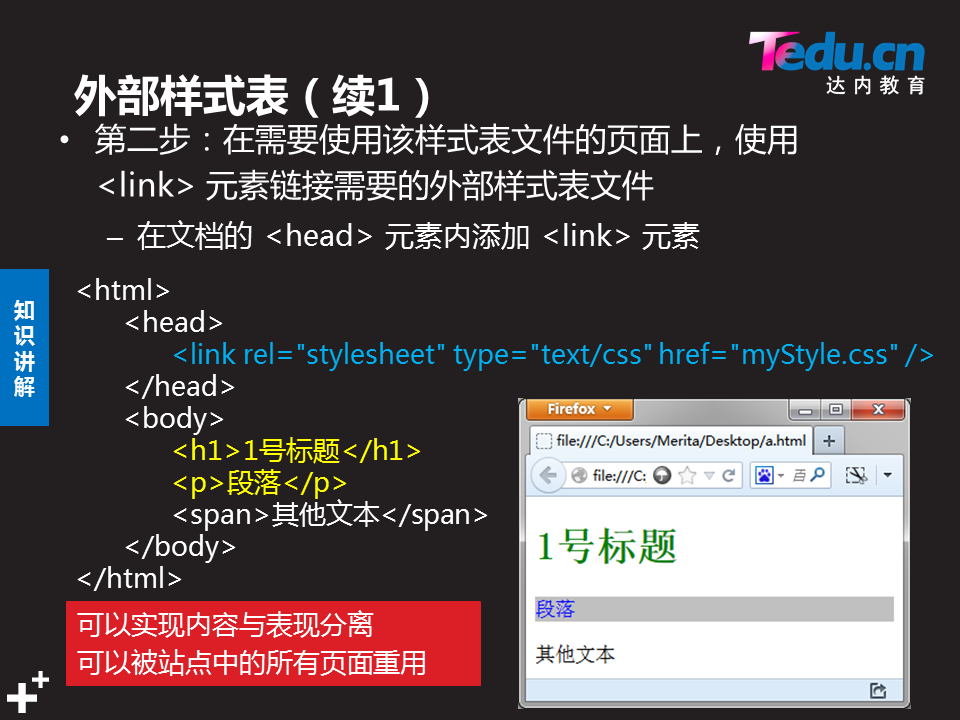 Tedu.cn
达内教育
外部样式表（续1）
• 第二步：在需要使用该样式表文件的页面上，使用
<link> 元素链接需要的外部样式表文件
– 在文档的 <head> 元素内添加 <link> 元素
知识讲解
<html>
<head>
<link rel="stylesheet" type="text/css" href="myStyle.css" />
</head>
<body>
<h1>1号标题</h1>
<p>段落</p>
<span>其他文本</span>
</body>
</html>
可以实现内容与表现分离
可以被站点中的所有页面重用
Firefox
file:///C:/Users/Merita/Desktop/a.html
file:///C:
百
1号标题
段落
其他文本